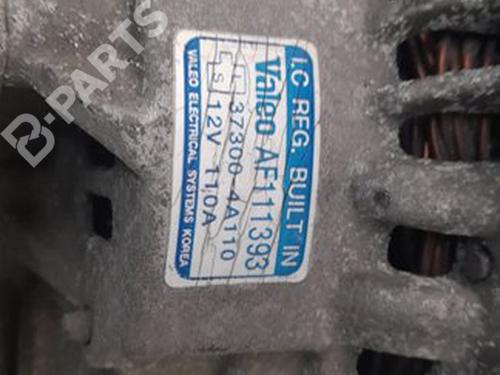 I.C REG. BUILT IN
Valeo AF111393
37300-4A110
12V 110A
VALEO ELECTRICAL SYSTEMS KOREA
B-PARTS